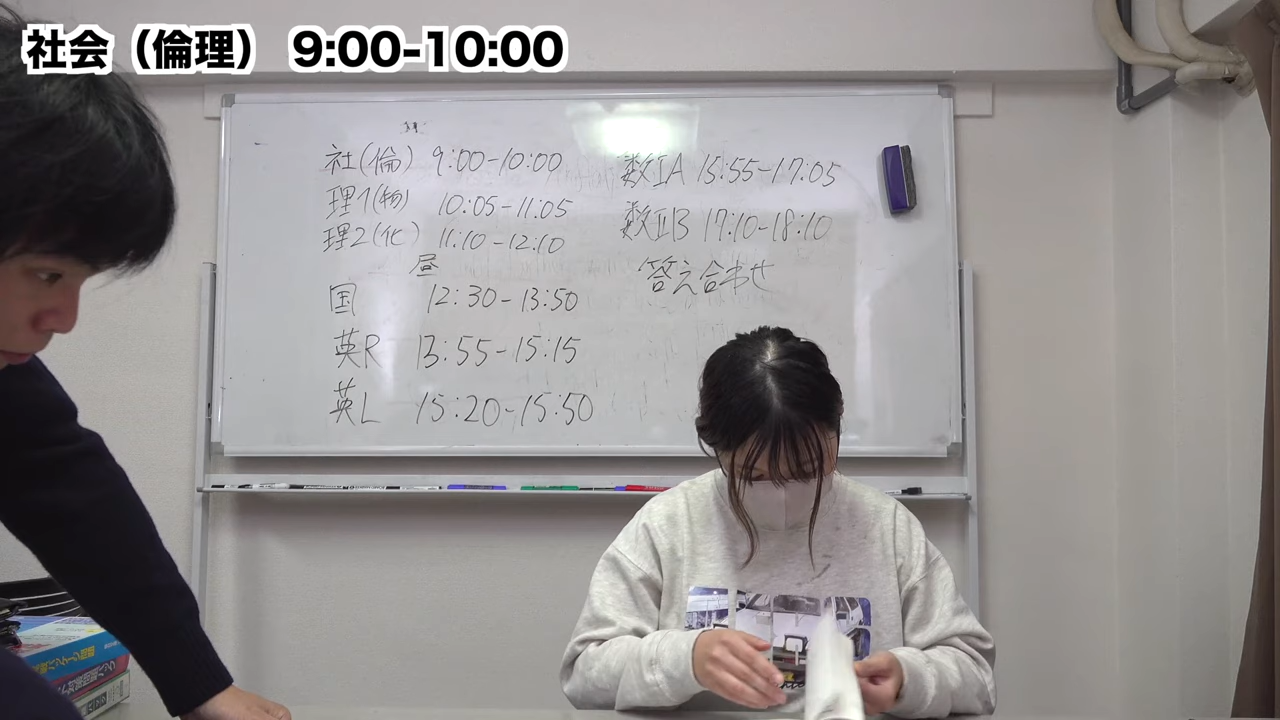 社会（倫理） 9:00-10:00
社(倫) 9:00-10:00
理1(物) 10:05-11:05
理2(化) 11:10-12:10
昼
国 12:30-13:50
英R 13:55-15:15
英L 15:20-15:50
数ⅠA 15:55-17:05
数ⅡB 17:10-18:10
答え合わせ